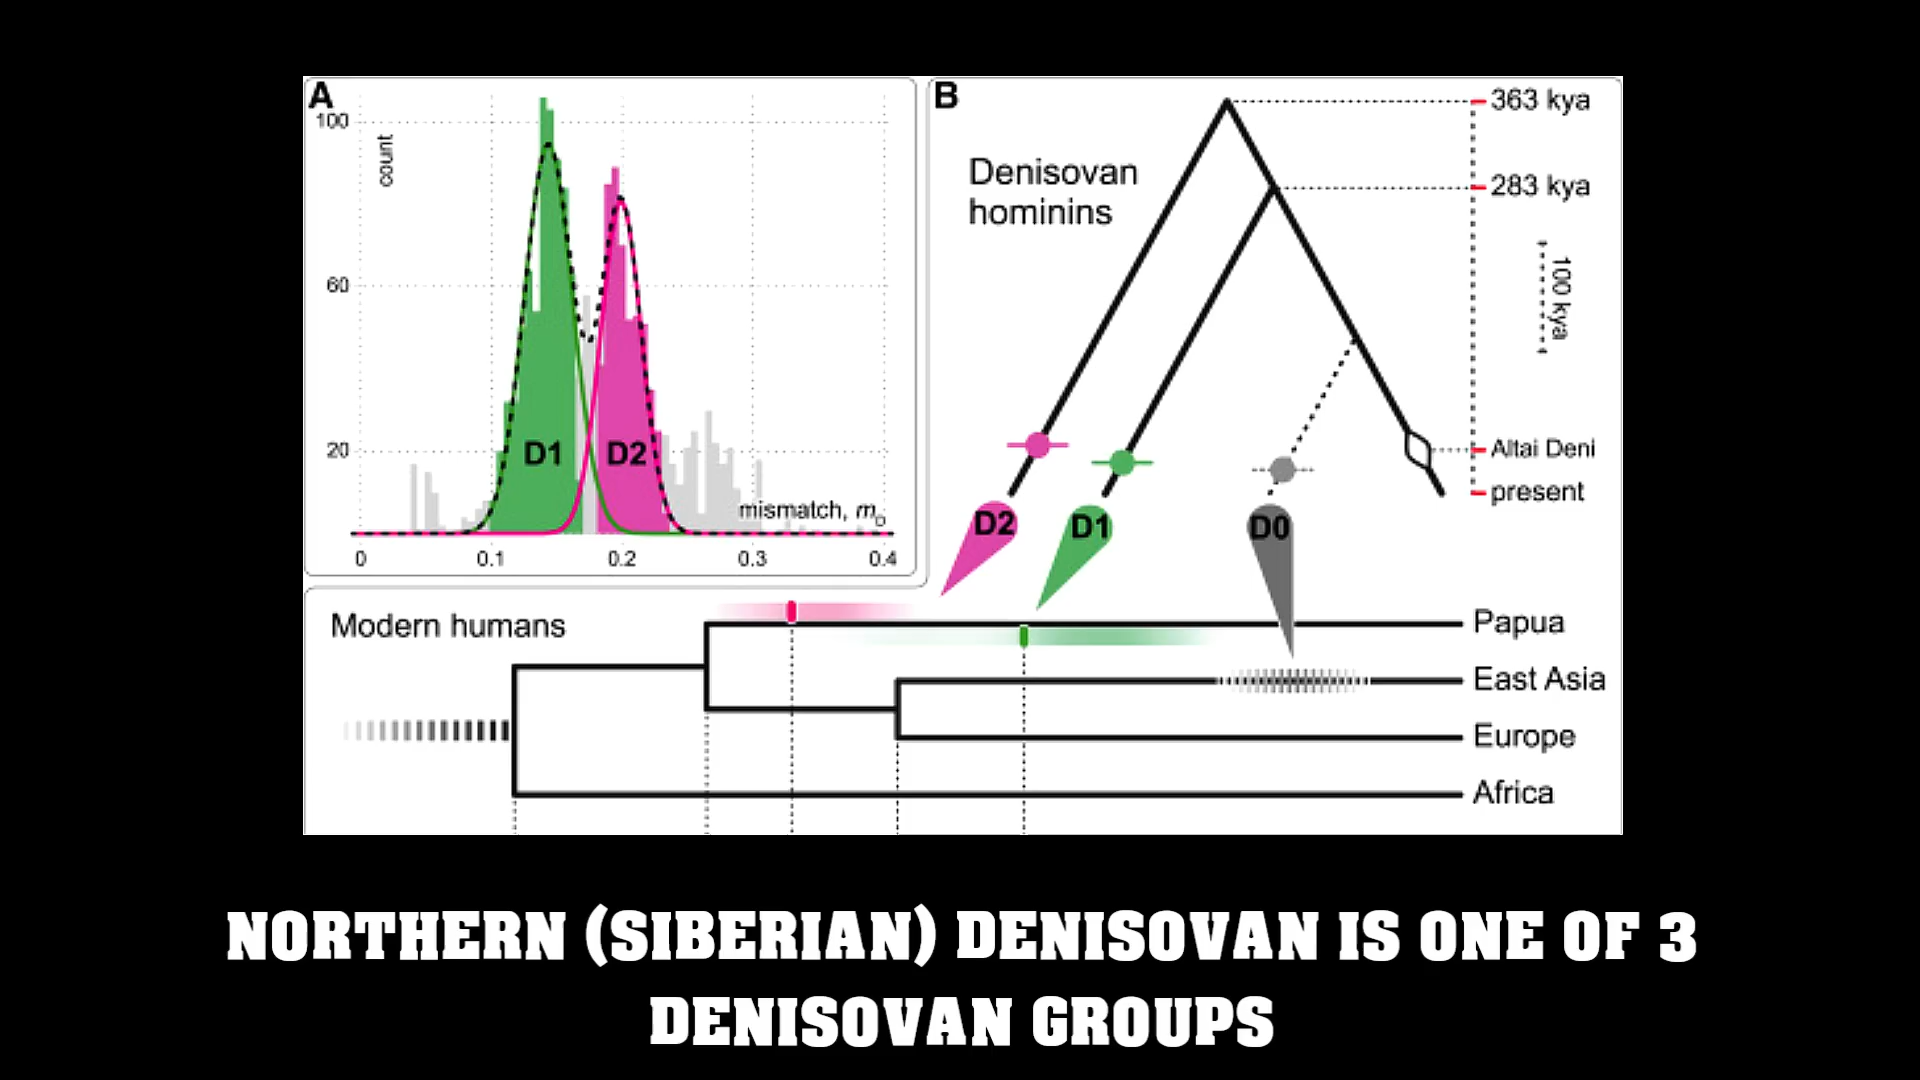 A
100
count
60
20
D1
D2
mismatch, m_D
0
0.1
0.2
0.3
0.4
B
363 kya
283 kya
Denisovan
hominins
100 kya
Altai Deni
present
D2
D1
D0
Modern humans
Papua
East Asia
Europe
Africa
NORTHERN (SIBERIAN) DENISOVAN IS ONE OF 3
DENISOVAN GROUPS